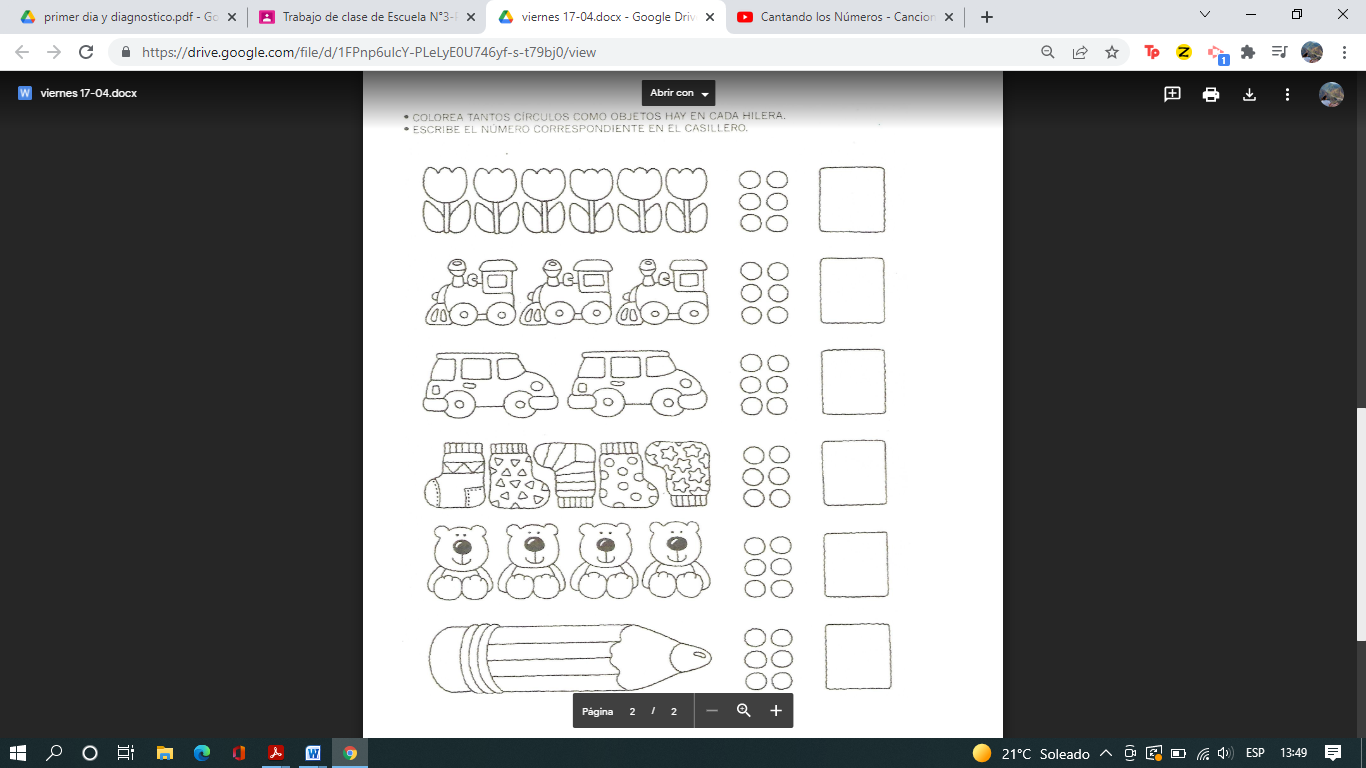 primer dia y diagnostico.pdf - Go
Trabajo de clase de Escuela N°3-
viernes 17-04.docx - Google Driv
Cantando los Números - Cancion
https://drive.google.com/file/d/1FPnp6ulcY-PLeLyE0U746yf-s-t79bj0/view
1
W viernes 17-04.docx
Abrir con
• COLOREA TANTOS CÍRCULOS COMO OBJETOS HAY EN CADA HILERA.
• ESCRIBE EL NÚMERO CORRESPONDIENTE EN EL CASILLERO.
Página 2 / 2
21°C Soleado
ESP
13:49